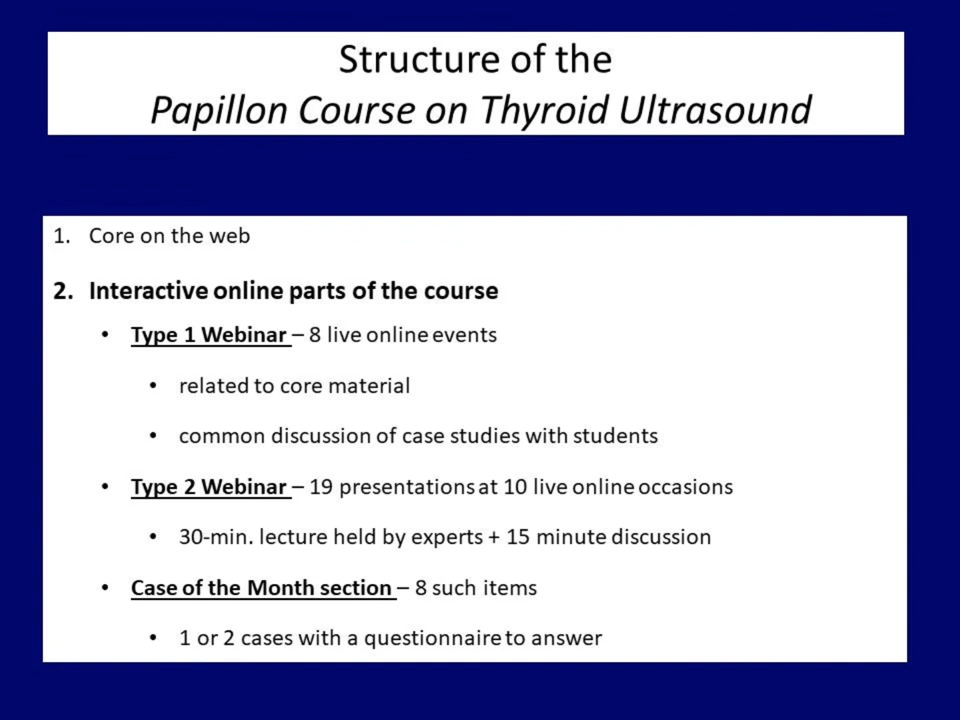 Structure of the
Papillon Course on Thyroid Ultrasound
1. Core on the web
2. Interactive online parts of the course
• Type 1 Webinar – 8 live online events
• related to core material
• common discussion of case studies with students
• Type 2 Webinar – 19 presentations at 10 live online occasions
• 30-min. lecture held by experts + 15 minute discussion
• Case of the Month section – 8 such items
• 1 or 2 cases with a questionnaire to answer